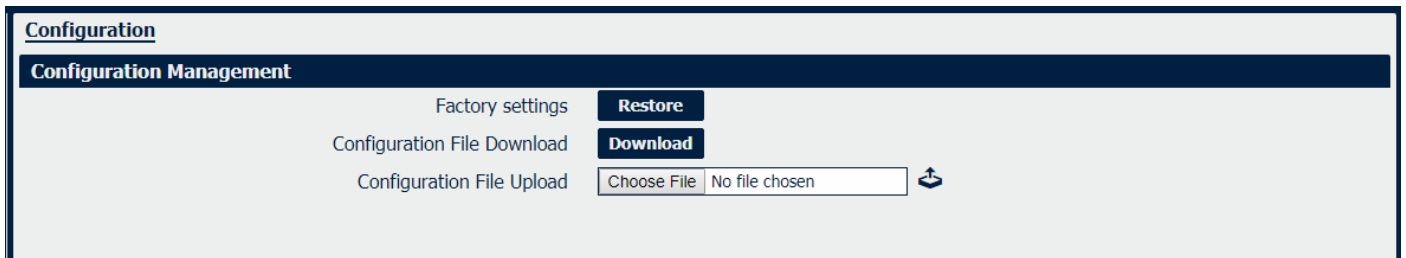 Configuration
Configuration Management
Factory settings Restore
Configuration File Download Download
Configuration File Upload Choose File No file chosen